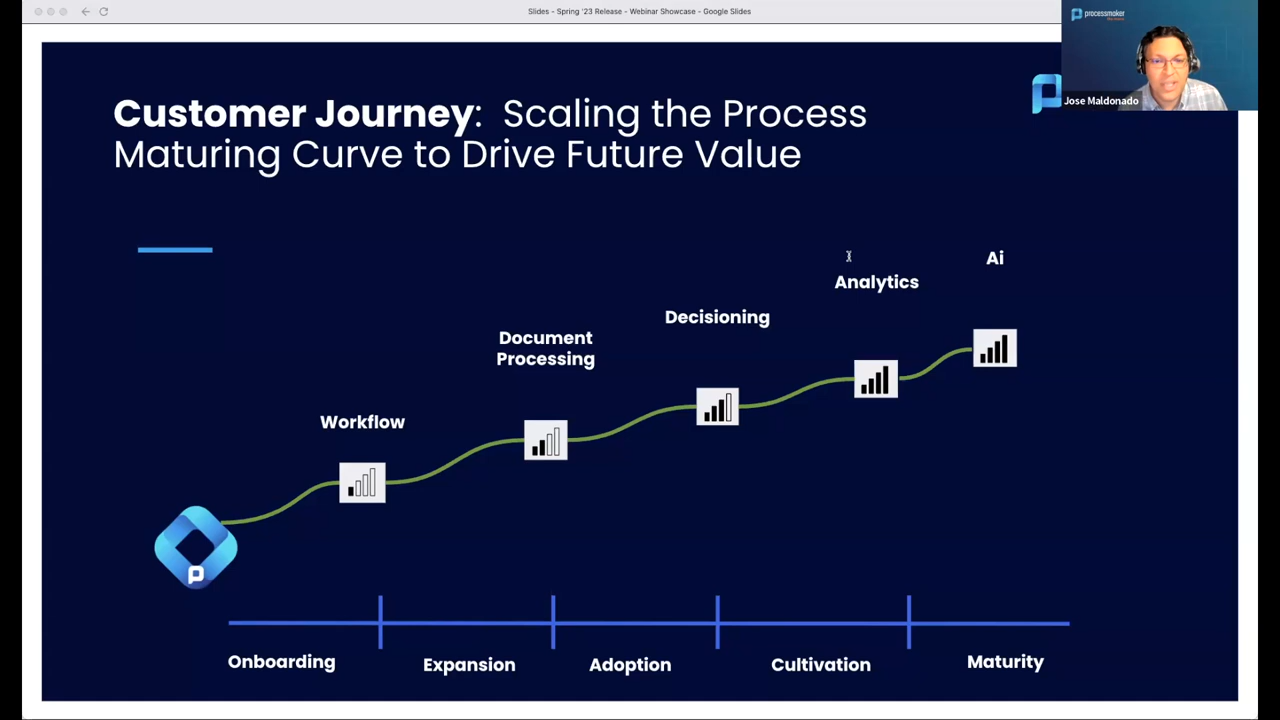 Slides - Spring '23 Release - Webinar Showcase - Google Slides
processmaker
Jose Maldonado
Customer Journey: Scaling the Process
Maturing Curve to Drive Future Value
Ai
Analytics
Decisioning
Document
Processing
Workflow
Onboarding
Expansion
Adoption
Cultivation
Maturity